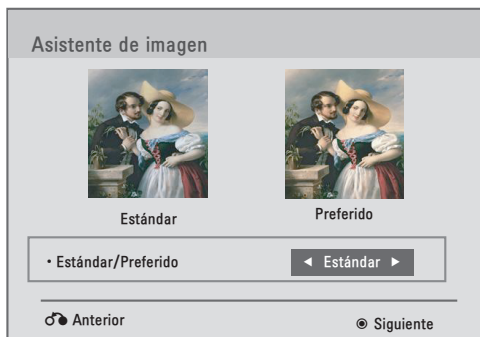 Asistente de imagen
Estándar
Preferido
• Estándar/Preferido ◄ Estándar ►
Anterior
◉ Siguiente